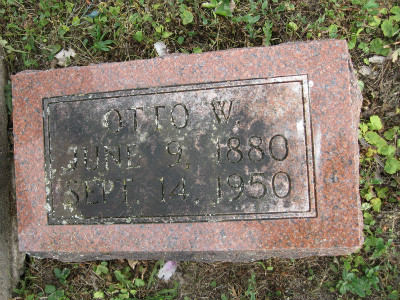 OTTO W.
JUNE 9, 1880
SEPT. 14, 1950